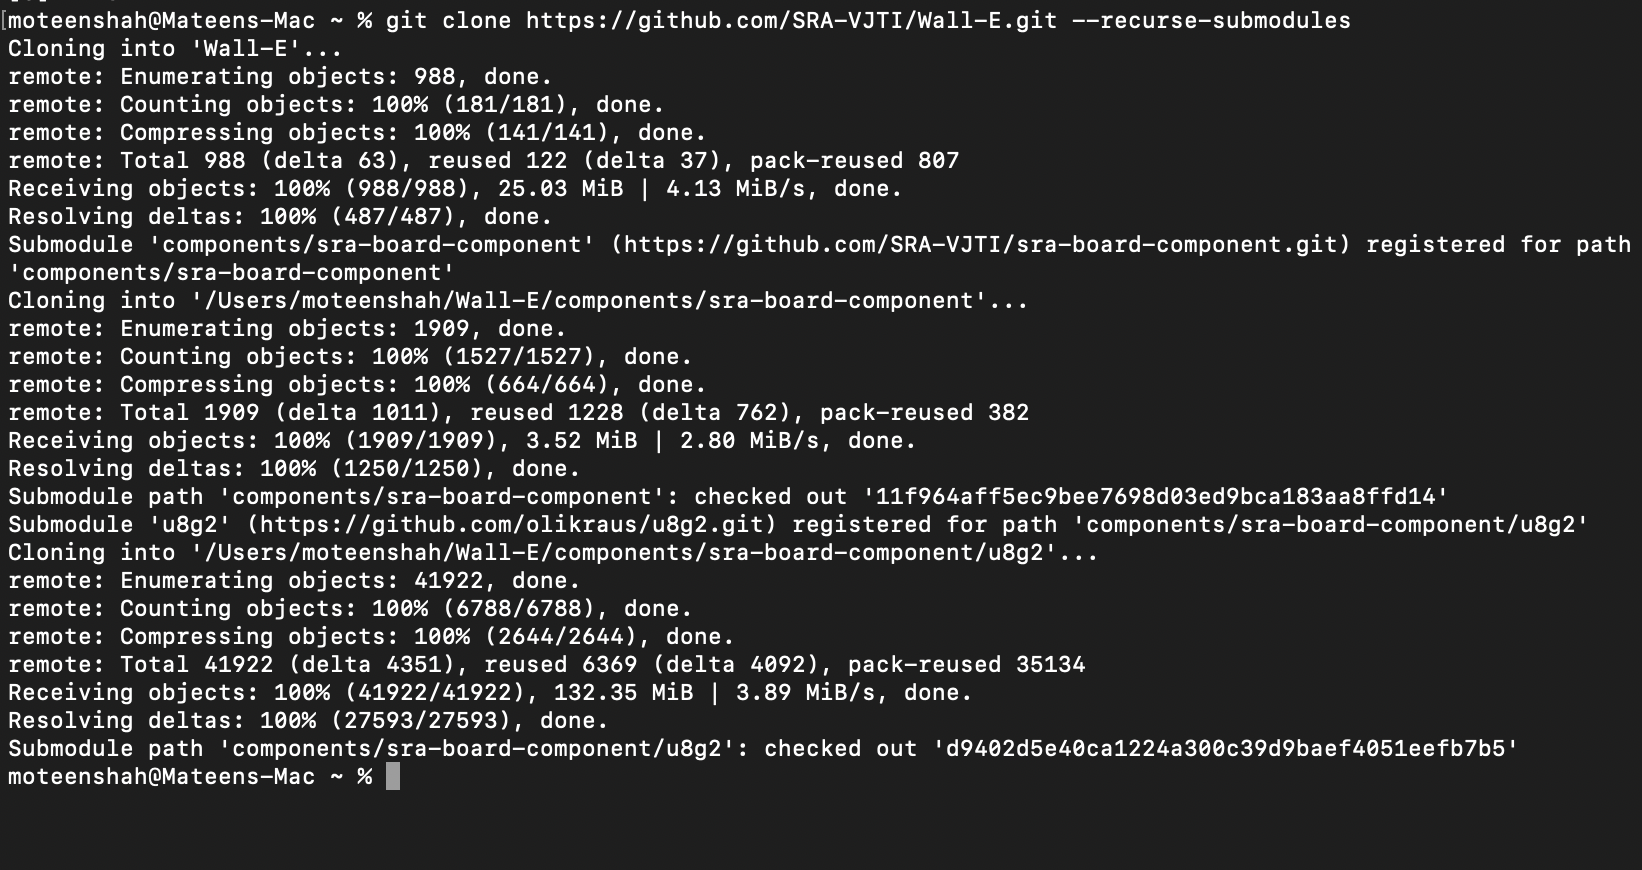 moteenshah@Mateens-Mac ~ % git clone https://github.com/SRA-VJTI/Wall-E.git --recurse-submodules
Cloning into 'Wall-E'...
remote: Enumerating objects: 988, done.
remote: Counting objects: 100% (181/181), done.
remote: Compressing objects: 100% (141/141), done.
remote: Total 988 (delta 63), reused 122 (delta 37), pack-reused 807
Receiving objects: 100% (988/988), 25.03 MiB | 4.13 MiB/s, done.
Resolving deltas: 100% (487/487), done.
Submodule 'components/sra-board-component' (https://github.com/SRA-VJTI/sra-board-component.git) registered for path
'components/sra-board-component'
Cloning into '/Users/moteenshah/Wall-E/components/sra-board-component'...
remote: Enumerating objects: 1909, done.
remote: Counting objects: 100% (1527/1527), done.
remote: Compressing objects: 100% (664/664), done.
remote: Total 1909 (delta 1011), reused 1228 (delta 762), pack-reused 382
Receiving objects: 100% (1909/1909), 3.52 MiB | 2.80 MiB/s, done.
Resolving deltas: 100% (1250/1250), done.
Submodule path 'components/sra-board-component': checked out '11f964aff5ec9bee7698d03ed9bca183aa8ffd14'
Submodule 'u8g2' (https://github.com/olikraus/u8g2.git) registered for path 'components/sra-board-component/u8g2'
Cloning into '/Users/moteenshah/Wall-E/components/sra-board-component/u8g2'...
remote: Enumerating objects: 41922, done.
remote: Counting objects: 100% (6788/6788), done.
remote: Compressing objects: 100% (2644/2644), done.
remote: Total 41922 (delta 4351), reused 6369 (delta 4092), pack-reused 35134
Receiving objects: 100% (41922/41922), 132.35 MiB | 3.89 MiB/s, done.
Resolving deltas: 100% (27593/27593), done.
Submodule path 'components/sra-board-component/u8g2': checked out 'd9402d5e40ca1224a300c39d9baef4051eefb7b5'
moteenshah@Mateens-Mac ~ %